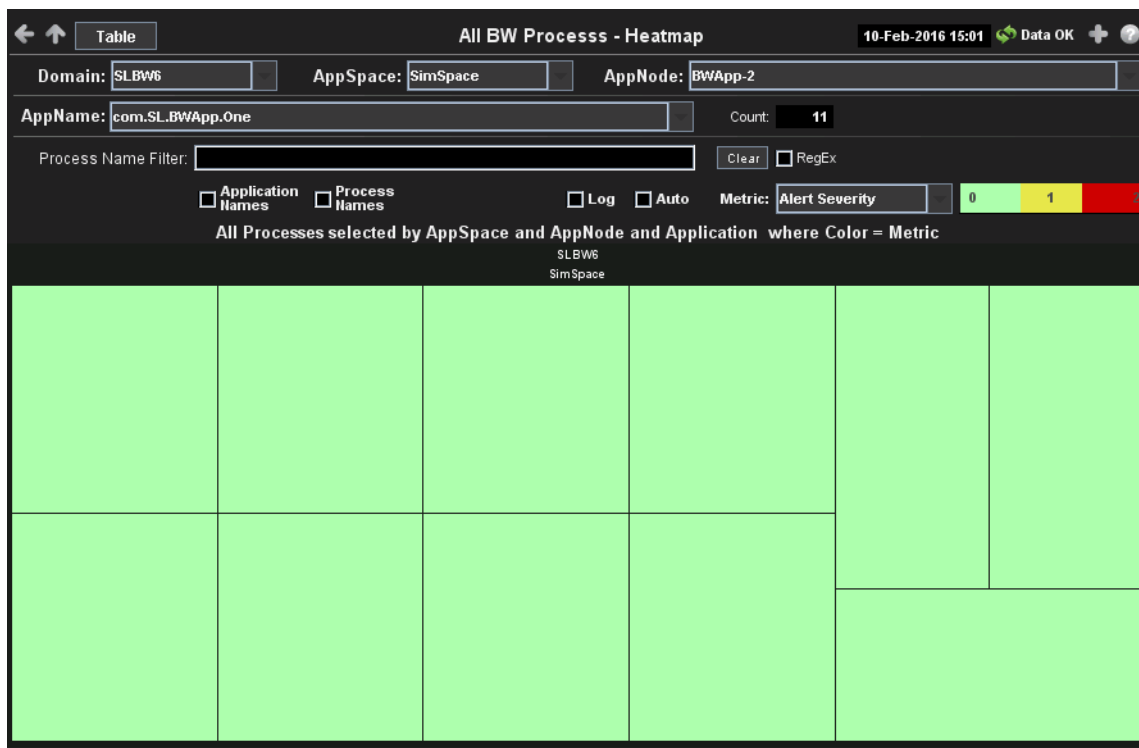 Table All BW Processs - Heatmap 10-Feb-2016 15:01 Data OK
Domain: SLBW6 AppSpace: SimSpace AppNode: BWApp-2
AppName: com.SL.BWApp.One Count: 11
Process Name Filter: Clear RegEx
Application Names Process Names Log Auto Metric: Alert Severity 0 1
All Processes selected by AppSpace and AppNode and Application where Color = Metric
SLBW6
SimSpace